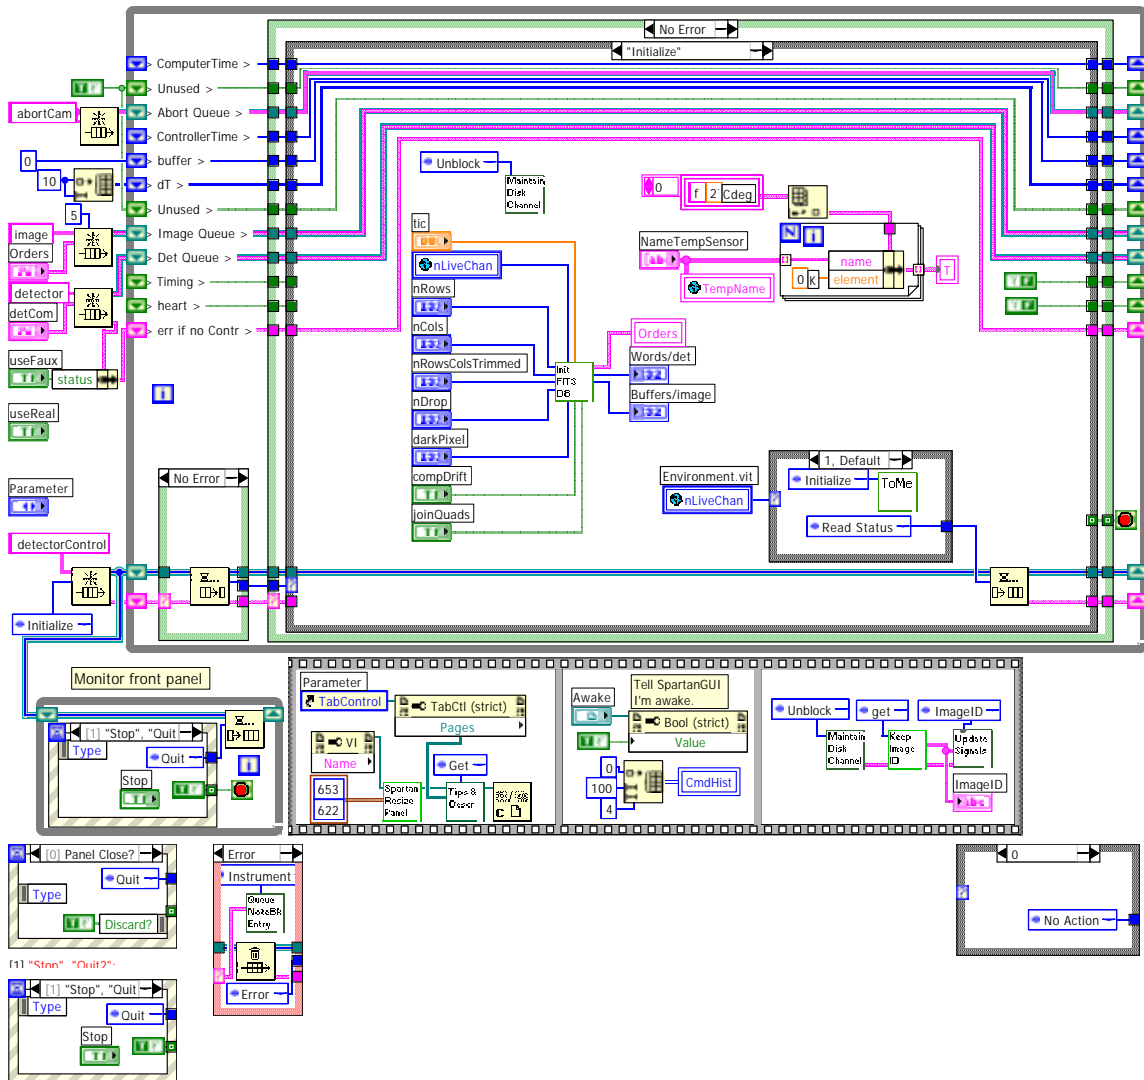 No Error
"Initialize"
ComputerTime >
Unused >
abortCam
Abort Queue >
ControllerTime >
0
buffer >
Unblock
10
dT >
Maintain
Disk
Channel
0
f
Cdeg
5
Unused >
image
Image Queue >
tic
N
i
NameTempSensor
Orders
Det Queue >
nLiveChan
name
TempName
0
element
T
detector
Timing >
nRows
detCom
heart >
nCols
err if no Contr >
Orders
useFaux
nRowsColsTrimmed
Words/det
status
Init
FITS
DB
i
nDrop
Buffers/image
useReal
darkPixel
1, Default
No Error
compDrift
Environment.vit
Initialize
ToMe
Parameter
nLiveChan
joinQuads
Read Status
detectorControl
Initialize
Monitor front panel
Parameter
TabControl
TabCtl (strict)
Pages
VI
Name
Get
653
622
Spartan
Resize
Panel
Tips &
Descr
Awake
Tell SpartanGUI
I'm awake.
Bool (strict)
Value
0
100
4
CmdHist
Unblock
get
ImageID
Maintain
Disk
Channel
Keep
Image
ID
Update
Signals
ImageID
[1] "Stop", "Quit
Type
Quit
i
Stop
[0] Panel Close?
Quit
Type
Discard?
Error
Instrument
Queue
NoteBk
Entry
Error
0
No Action
[1] "Stop", "Quit?":
[1] "Stop", "Quit
Type
Quit
Stop